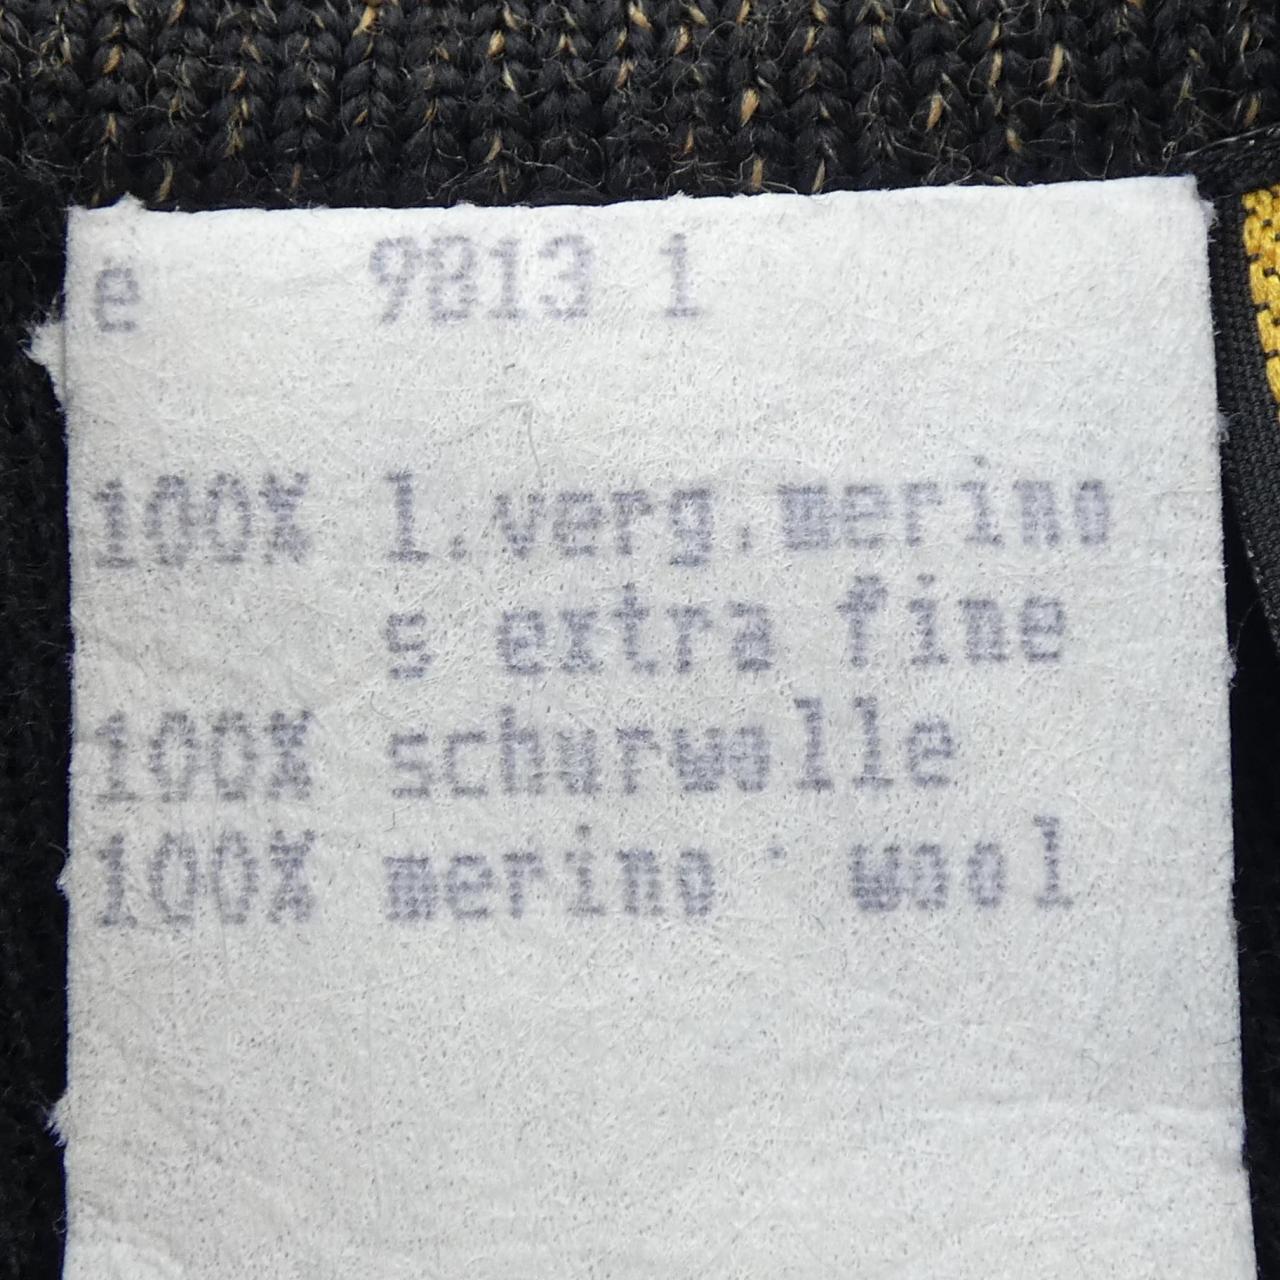 e 9813 1
100% l.verg.merino
s extra fine
100% schurwolle
100% merino wool